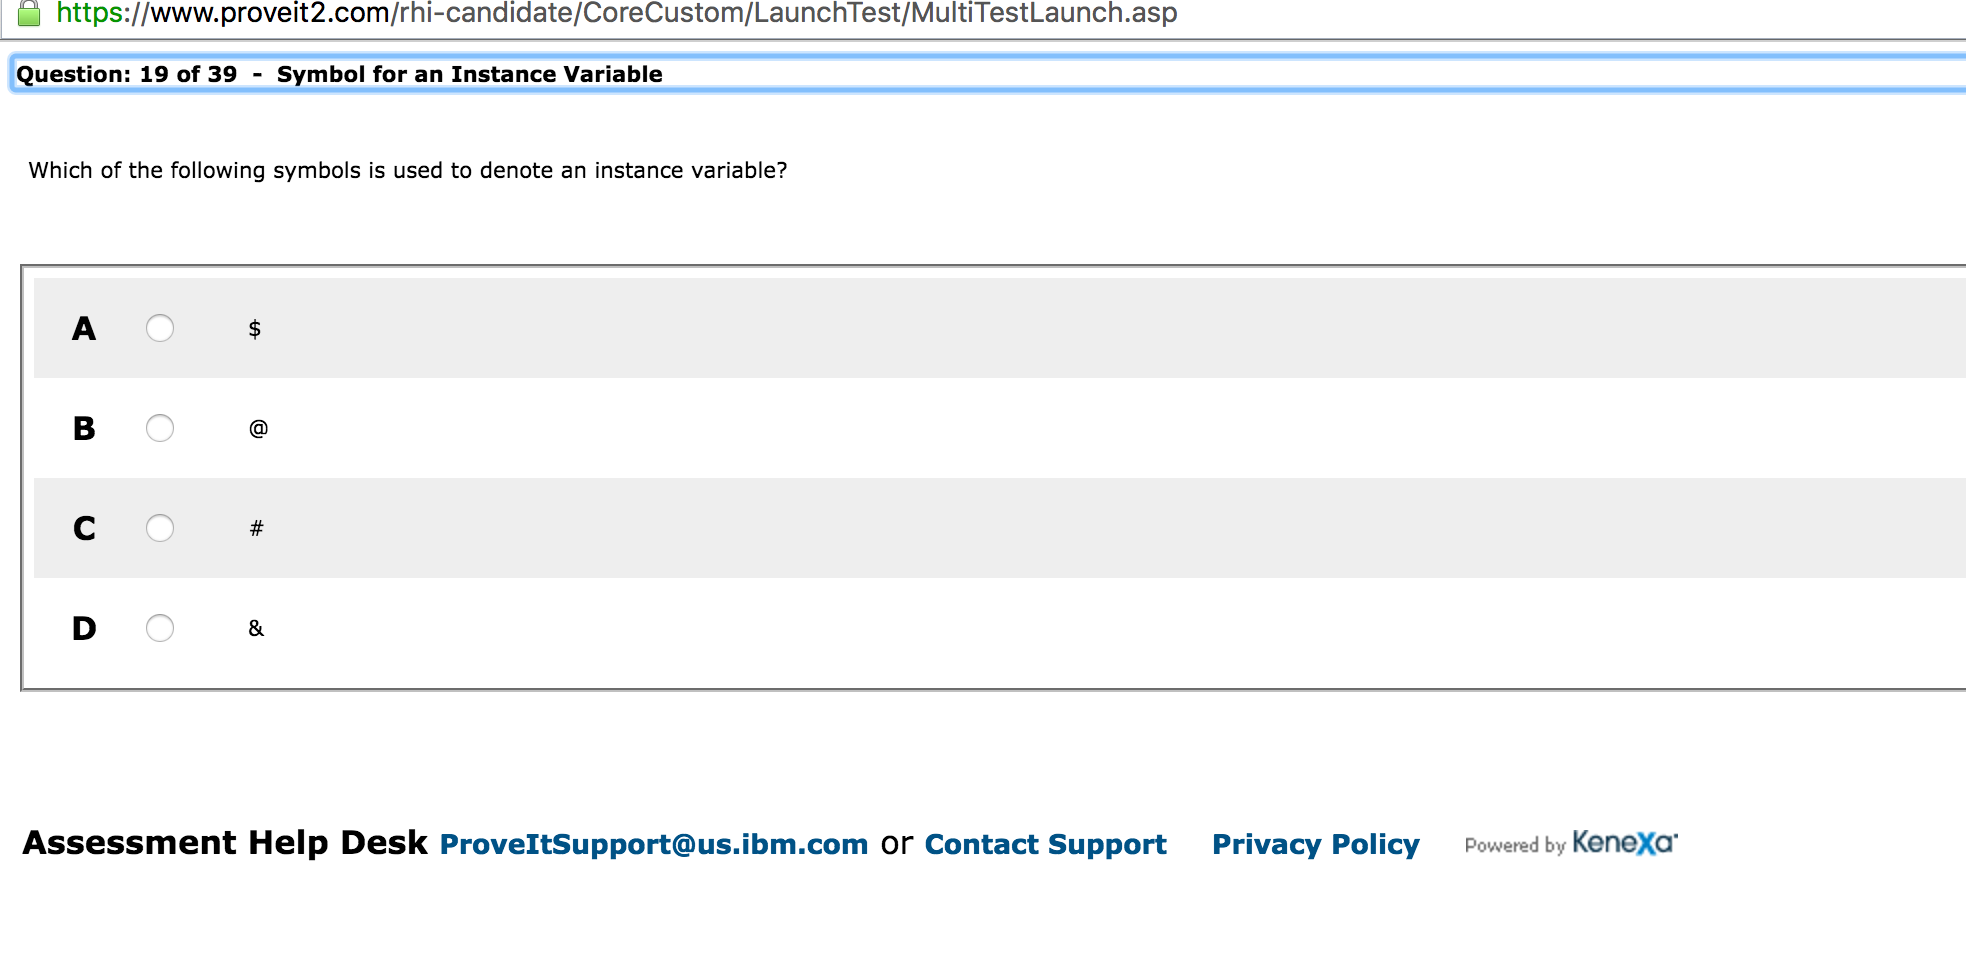 https://www.proveit2.com/rhi-candidate/CoreCustom/LaunchTest/MultiTestLaunch.asp
Question: 19 of 39 - Symbol for an Instance Variable
Which of the following symbols is used to denote an instance variable?
A $
B @
C #
D &
Assessment Help Desk ProveItSupport@us.ibm.com or Contact Support Privacy Policy Powered by Kenexa